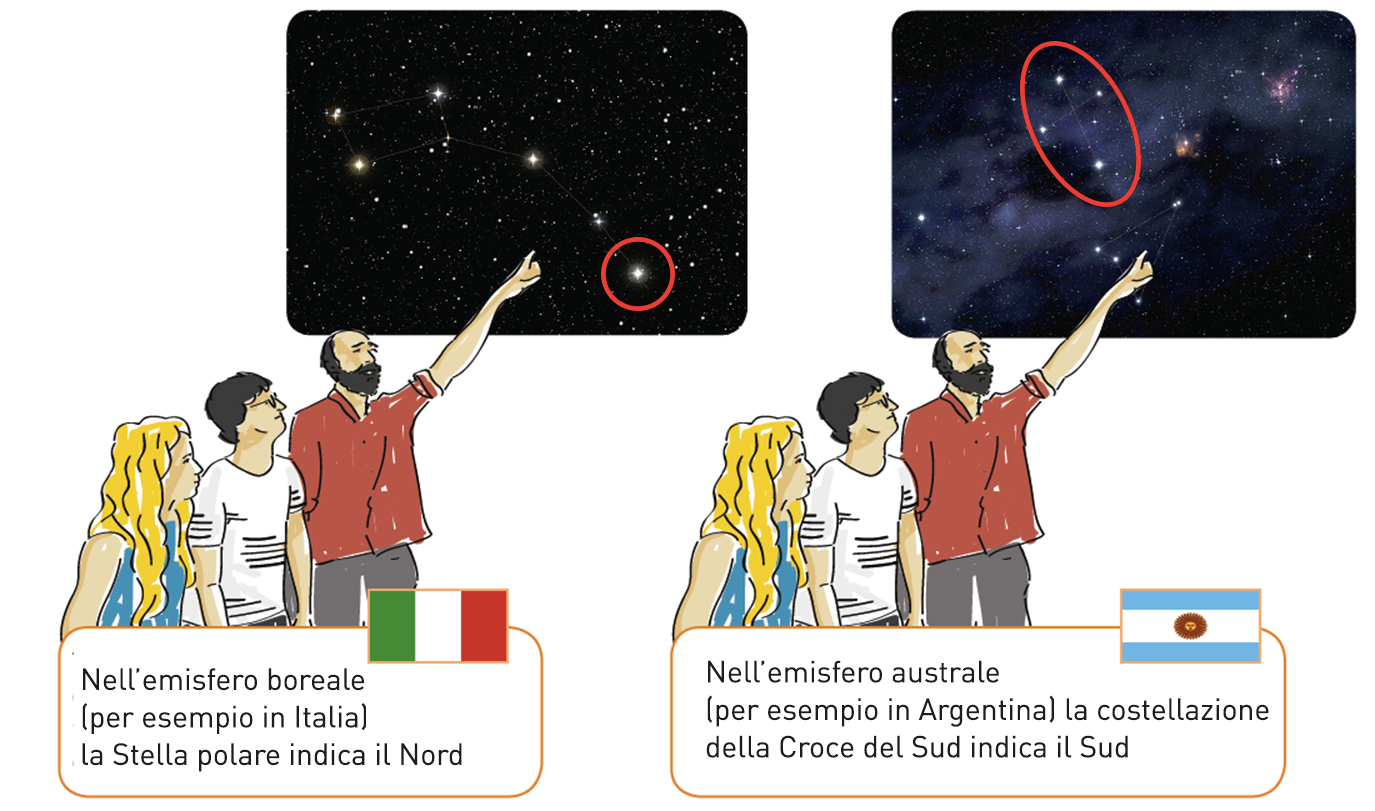 Nell'emisfero boreale
(per esempio in Italia)
la Stella polare indica il Nord
Nell'emisfero australe
(per esempio in Argentina) la costellazione
della Croce del Sud indica il Sud